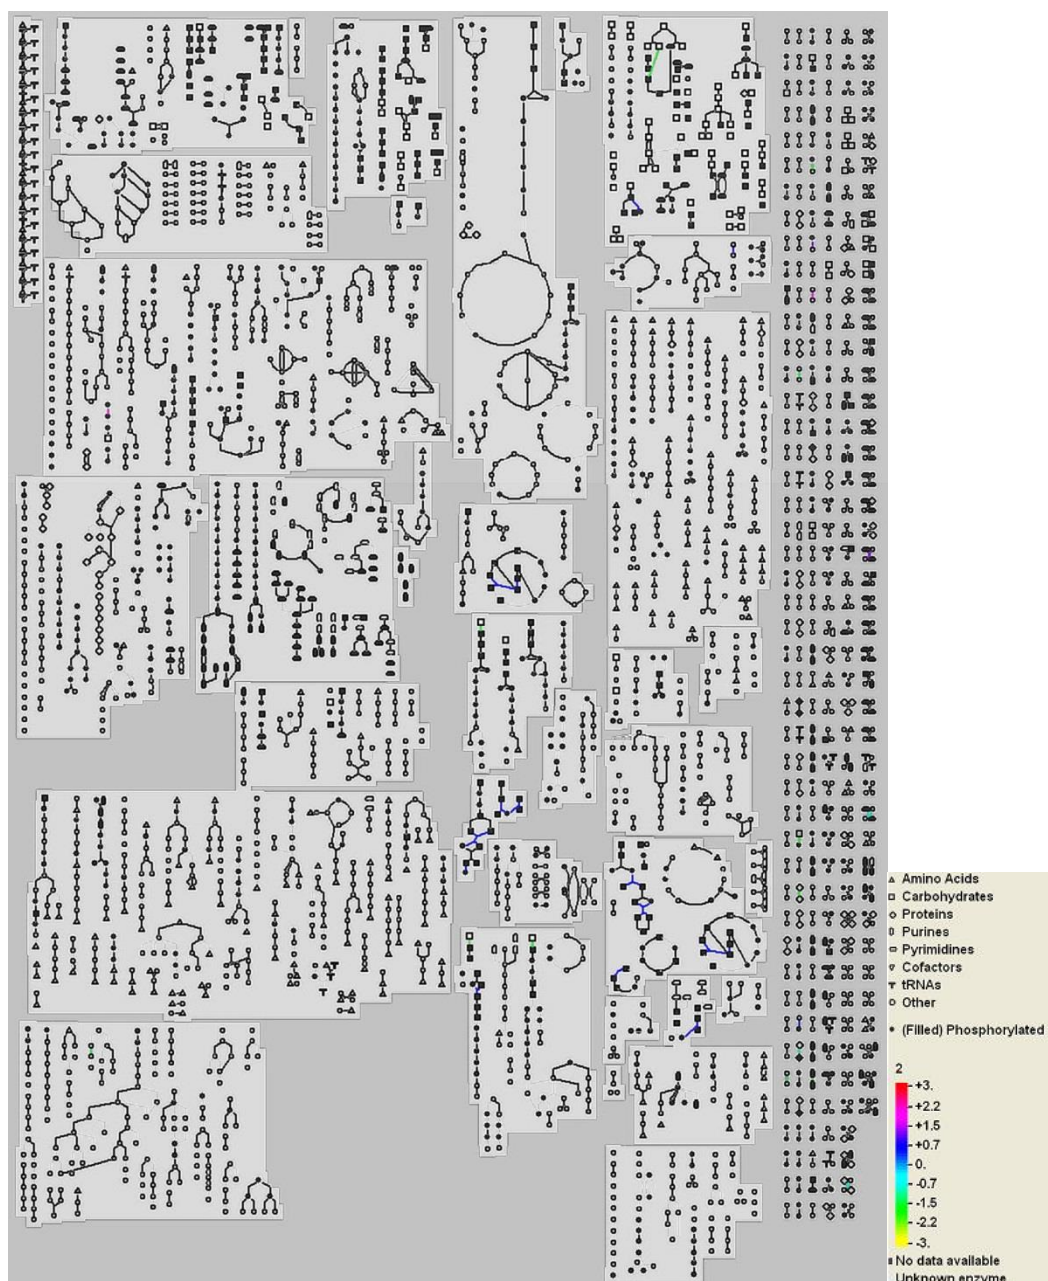 Amino Acids
Carbohydrates
Proteins
Purines
Pyrimidines
Cofactors
tRNAs
Other
(Filled) Phosphorylated
2
+3.
+2.2
+1.5
+0.7
0.
-0.7
-1.5
-2.2
-3.
No data available
Unknown enzyme